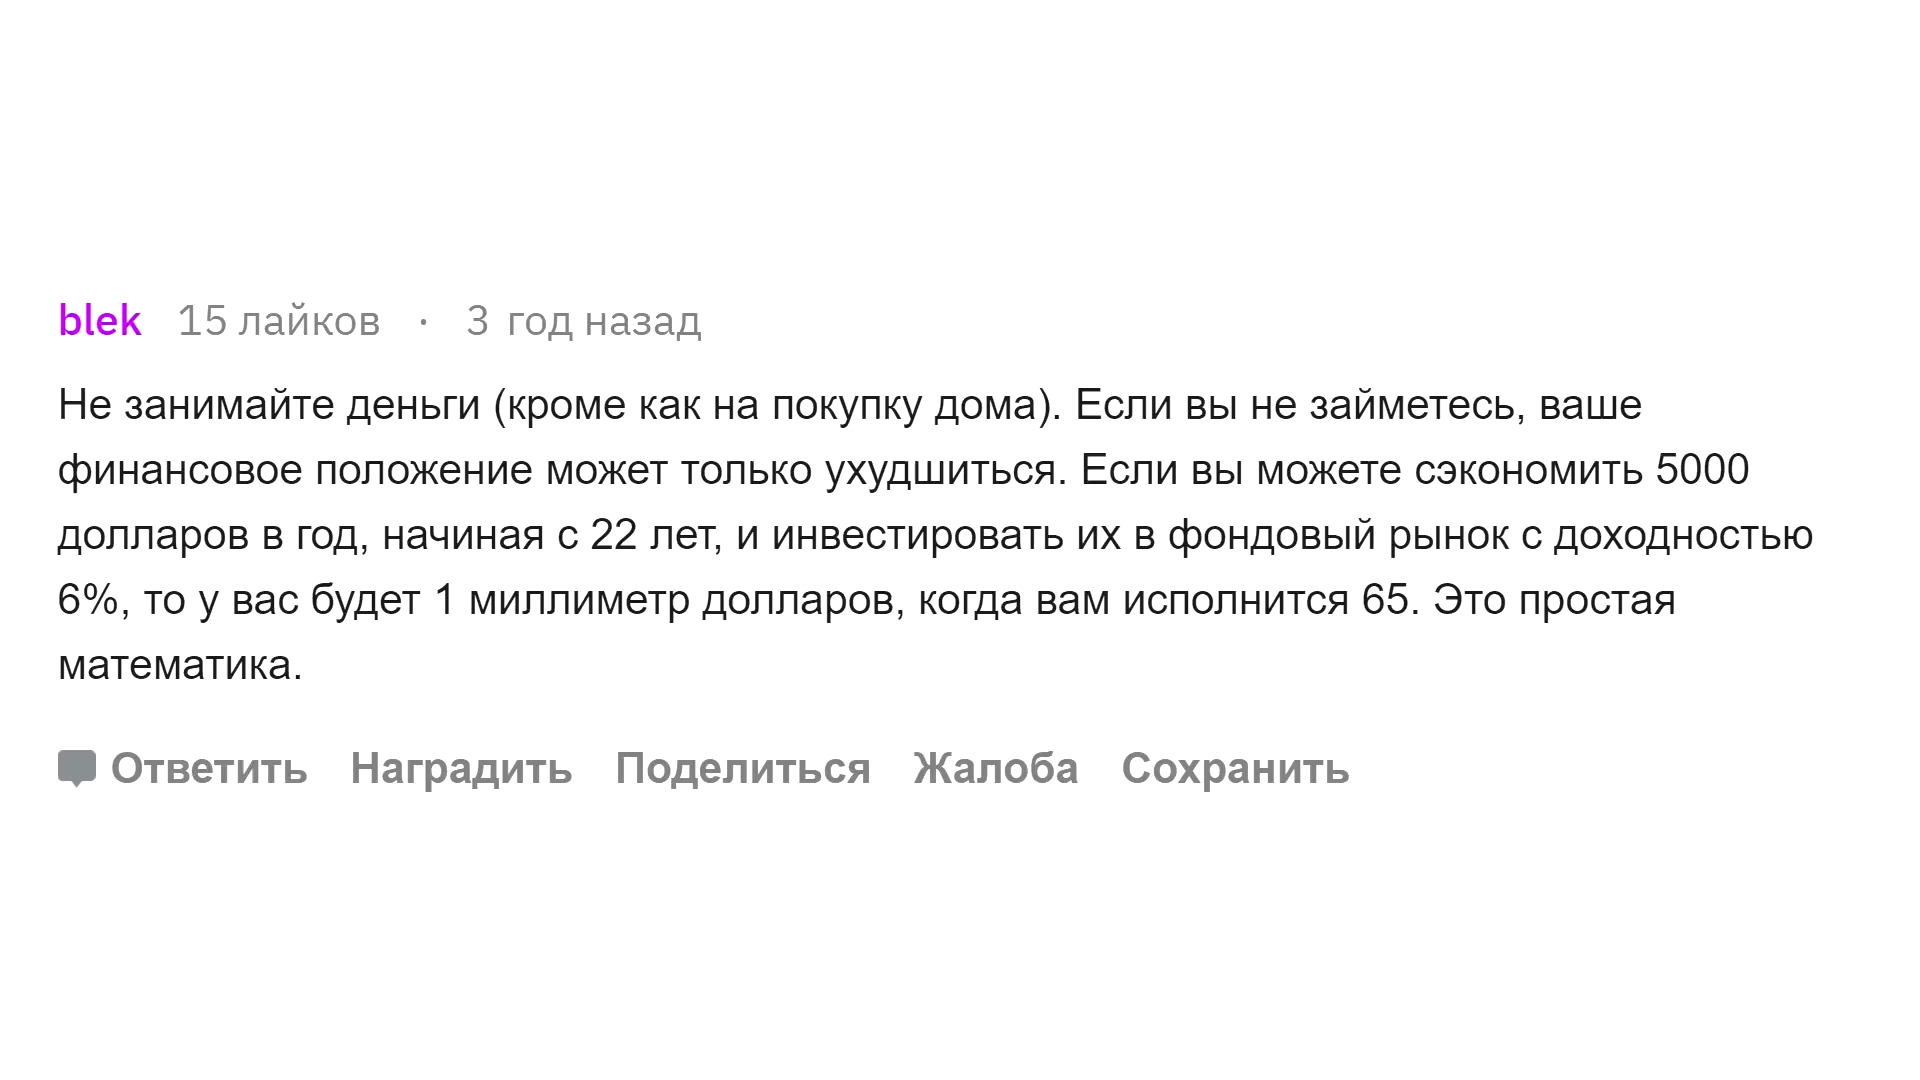 blek 15 лайков · 3 год назад
Не занимайте деньги (кроме как на покупку дома). Если вы не займетесь, ваше
финансовое положение может только ухудшиться. Если вы можете сэкономить 5000
долларов в год, начиная с 22 лет, и инвестировать их в фондовый рынок с доходностью
6%, то у вас будет 1 миллиметр долларов, когда вам исполнится 65. Это простая
математика.
Ответить Наградить Поделиться Жалоба Сохранить